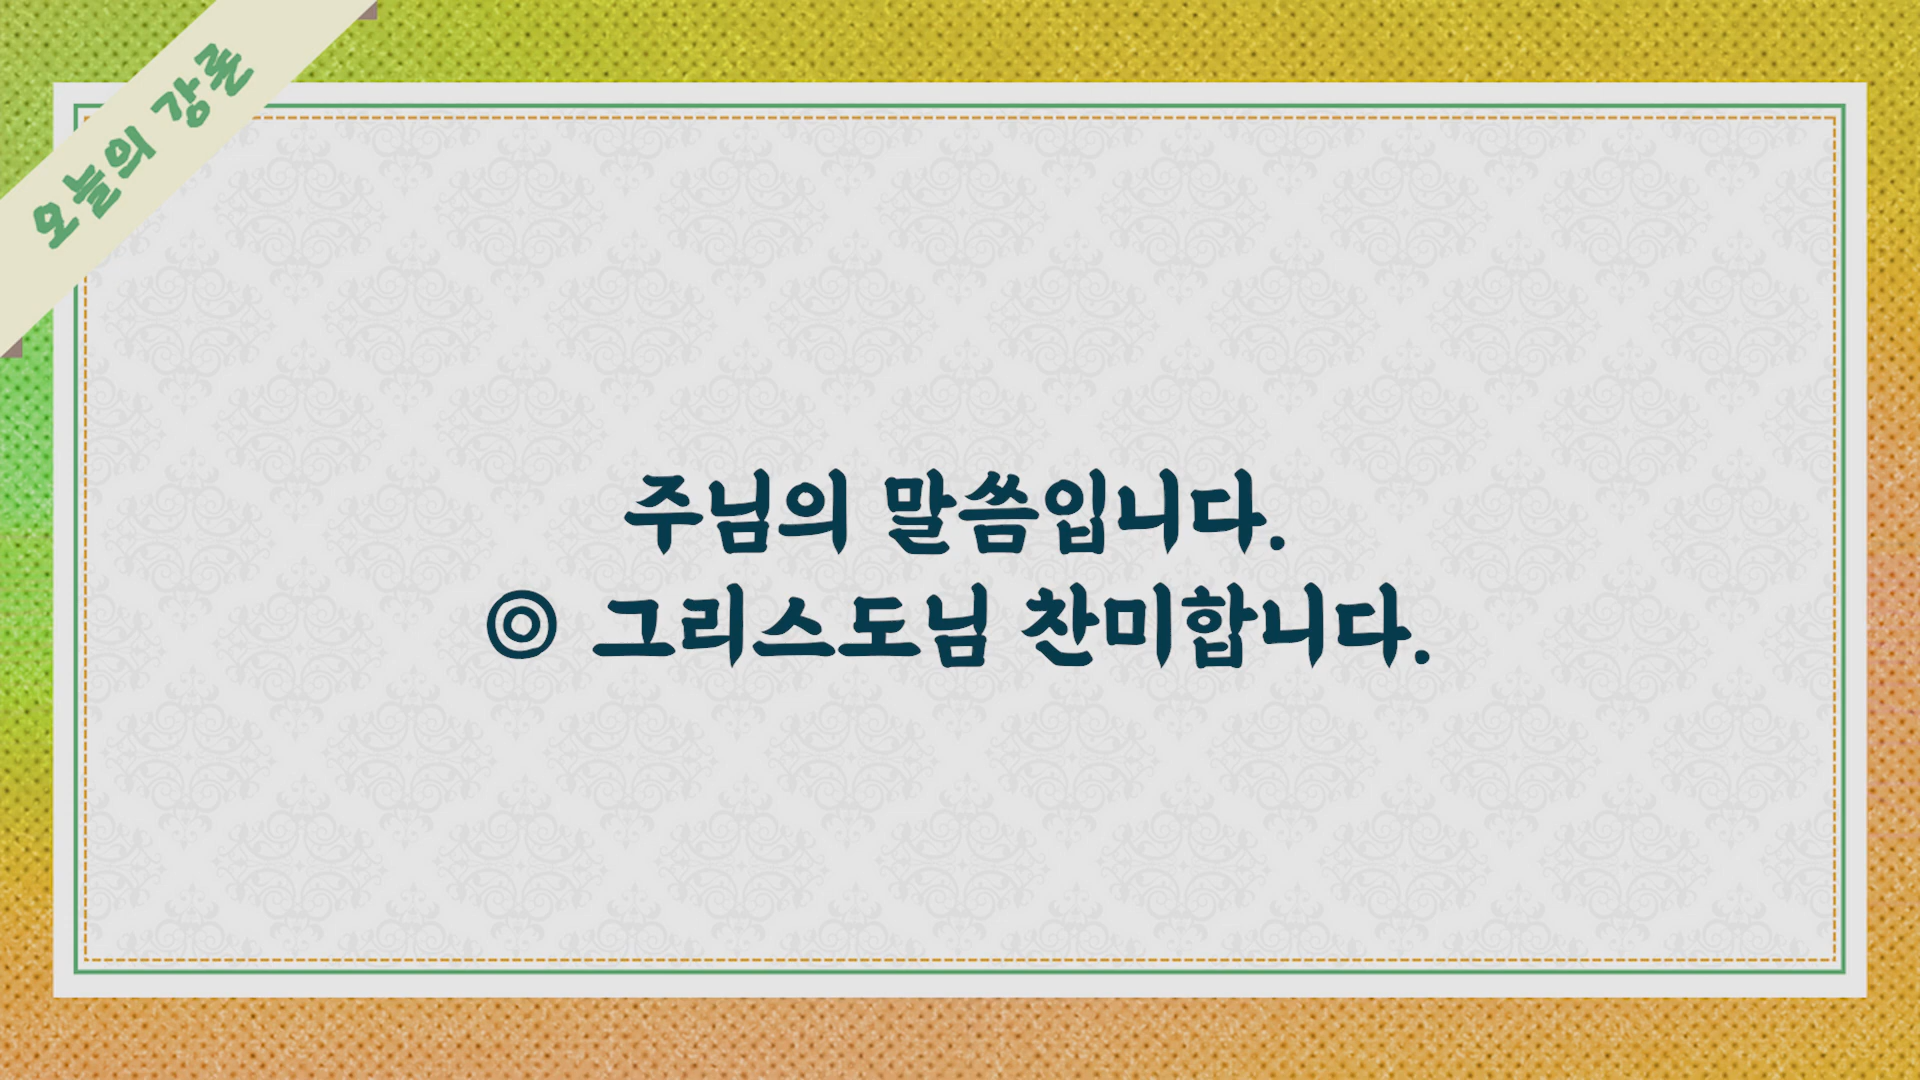 오늘의 강론
주님의 말씀입니다.
◎ 그리스도님 찬미합니다.